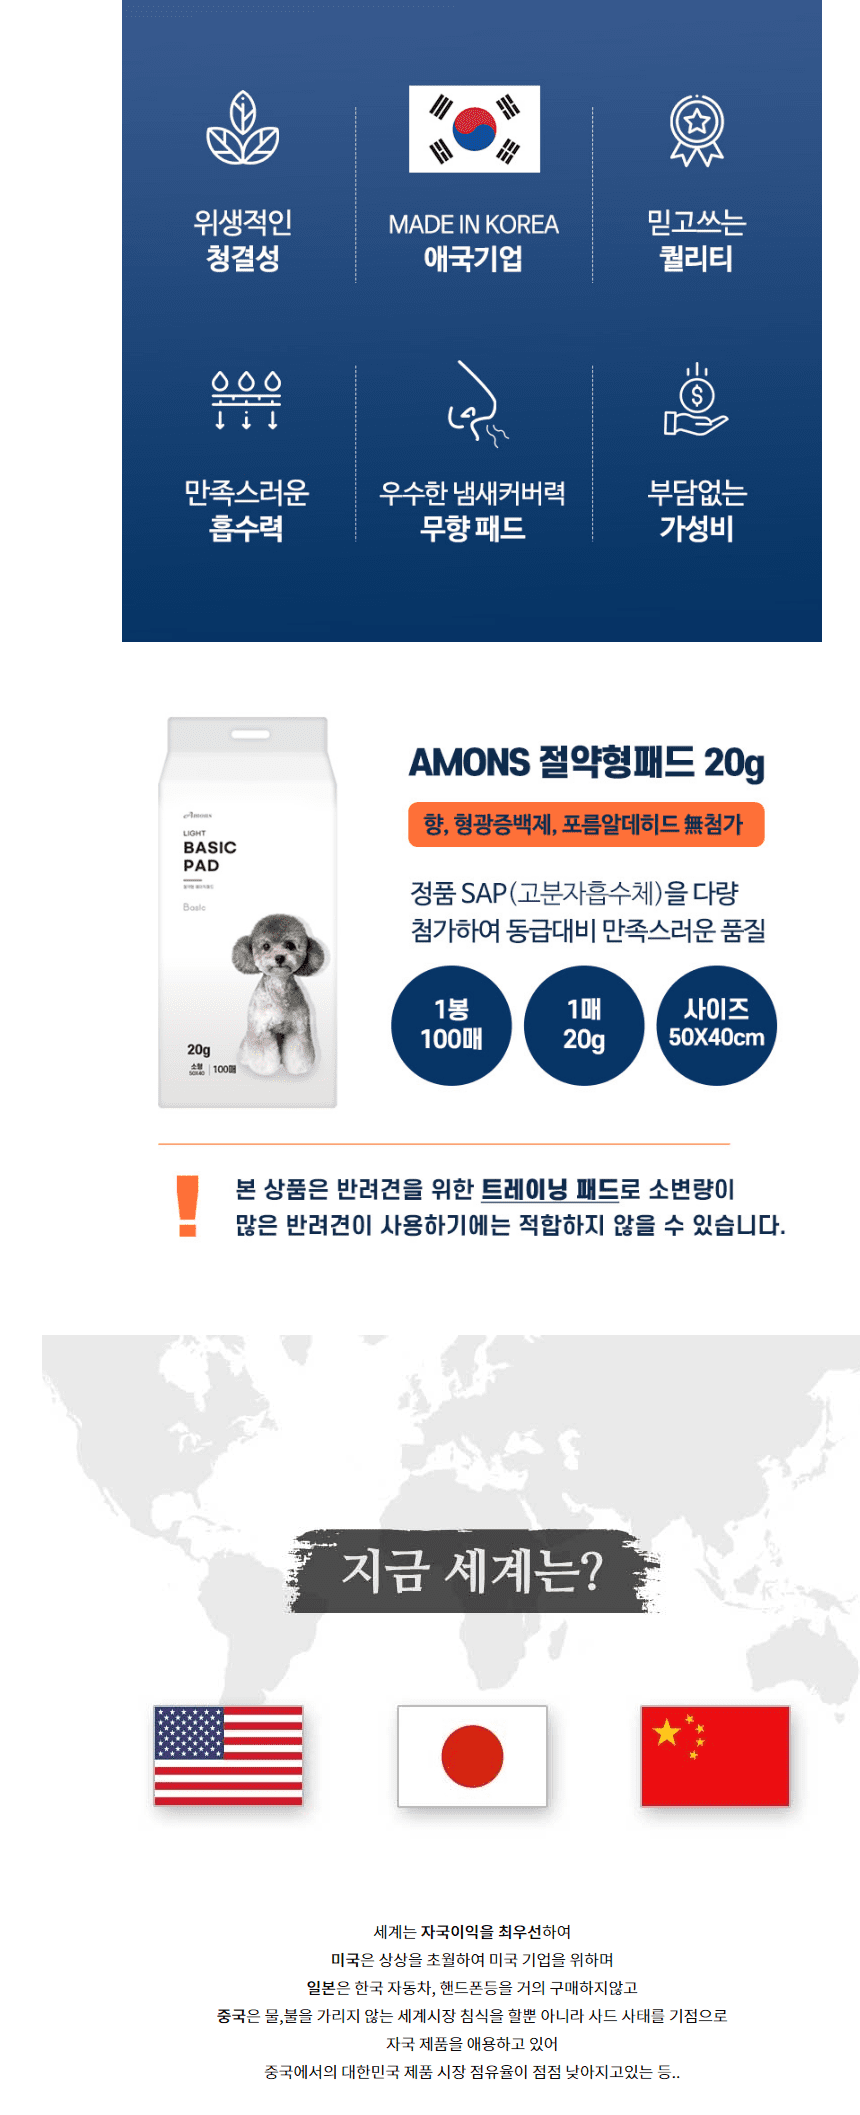 위생적인
청결성
MADE IN KOREA
애국기업
믿고쓰는
퀄리티
만족스러운
흡수력
우수한 냄새커버력
무향 패드
부담없는
가성비
Amons
LIGHT
BASIC
PAD
Basic
20g
소형
50X40
100매
AMONS 절약형패드 20g
향, 형광증백제, 포름알데히드 無첨가
정품 SAP(고분자흡수체)을 다량
첨가하여 동급대비 만족스러운 품질
1봉
100매
1매
20g
사이즈
50X40cm
본 상품은 반려견을 위한 트레이닝 패드로 소변량이
많은 반려견이 사용하기에는 적합하지 않을 수 있습니다.
지금 세계는?
세계는 자국이익을 최우선하여
미국은 상상을 초월하여 미국 기업을 위하며
일본은 한국 자동차, 핸드폰등을 거의 구매하지않고
중국은 물,불을 가리지 않는 세계시장 침식을 할뿐 아니라 사드 사태를 기점으로
자국 제품을 애용하고 있어
중국에서의 대한민국 제품 시장 점유율이 점점 낮아지고있는 등..